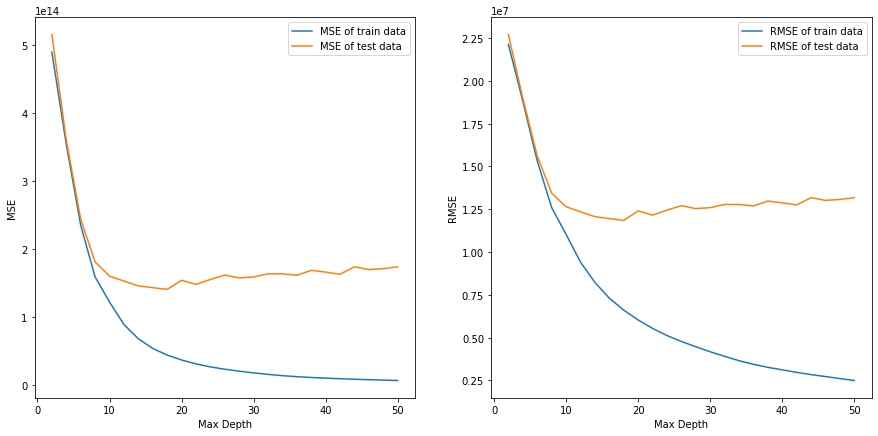 1e14
MSE of train data
MSE of test data
5
4
3
2
1
0
MSE
0 10 20 30 40 50
Max Depth
1e7
RMSE of train data
RMSE of test data
2.25
2.00
1.75
1.50
1.25
1.00
0.75
0.50
0.25
RMSE
0 10 20 30 40 50
Max Depth